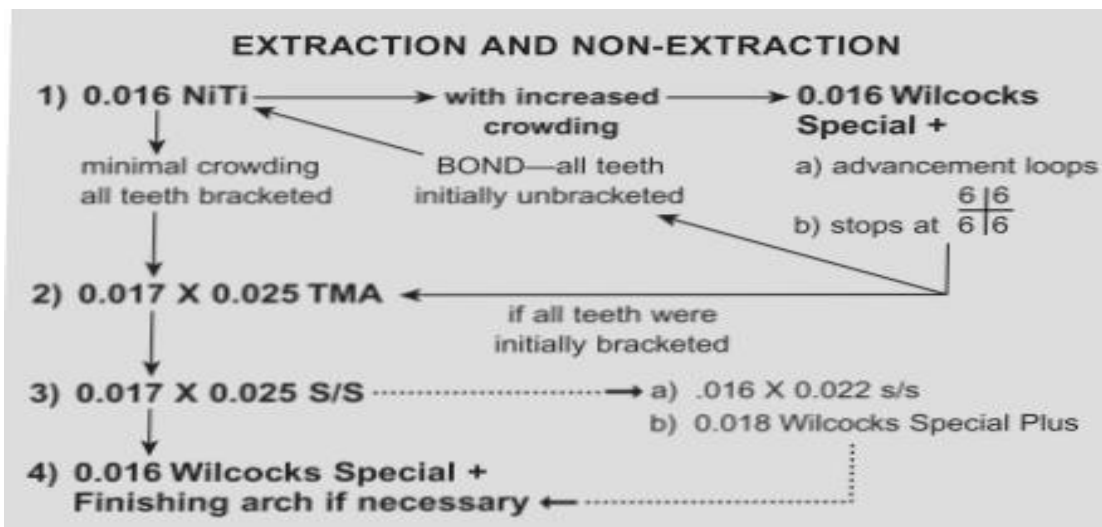 EXTRACTION AND NON-EXTRACTION
1) 0.016 NiTi
with increased
crowding
0.016 Wilcocks
Special +
minimal crowding
all teeth bracketed
BOND—all teeth
initially unbracketed
a) advancement loops
b) stops at
6|6
6|6
2) 0.017 X 0.025 TMA
if all teeth were
initially bracketed
3) 0.017 X 0.025 S/S
a) .016 X 0.022 s/s
b) 0.018 Wilcocks Special Plus
4) 0.016 Wilcocks Special +
Finishing arch if necessary